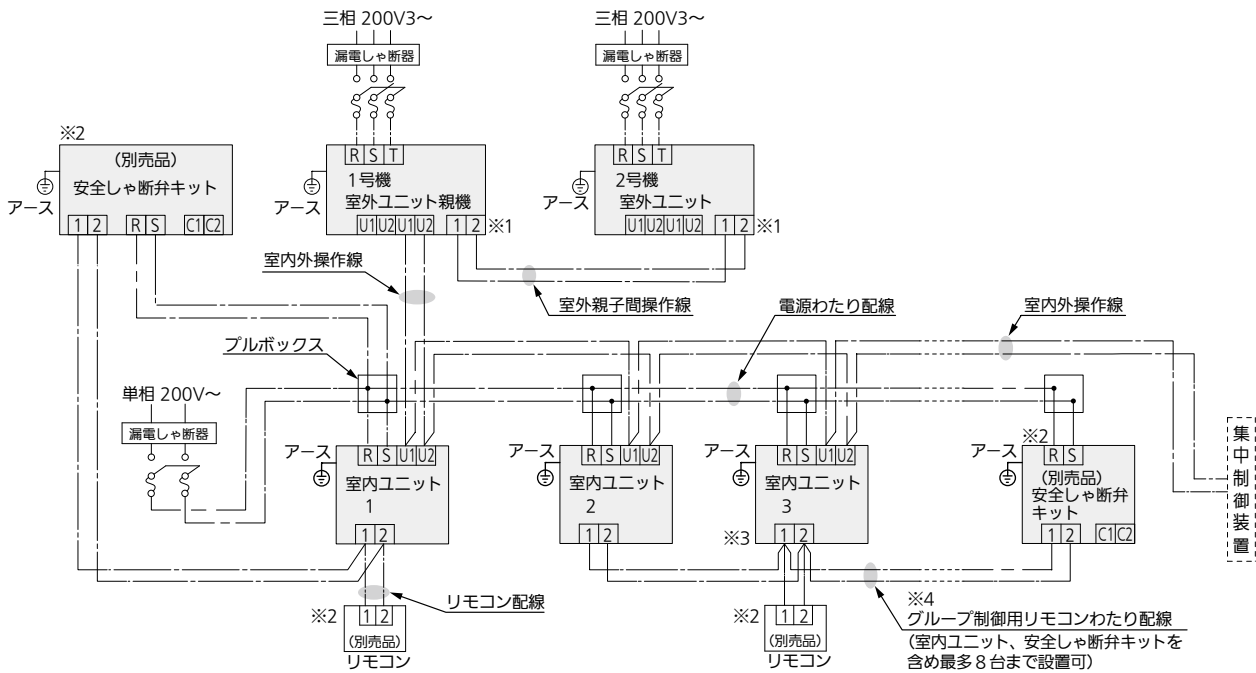 三相 200V3～
三相 200V3～
漏電しゃ断器
漏電しゃ断器
※2
(別売品)
安全しゃ断弁キット
アース
1 2 R S C1 C2
R S T
1号機
室外ユニット親機
アース
U1 U2 U1 U2 1 2 ※1
R S T
2号機
室外ユニット
アース
U1 U2 U1 U2 1 2 ※1
室内外操作線
室外親子間操作線
電源わたり配線
室内外操作線
プルボックス
単相 200V～
漏電しゃ断器
アース
R S U1 U2
室内ユニット
1
1 2
アース
R S U1 U2
室内ユニット
2
1 2
アース
R S U1 U2
室内ユニット
3
※3
1 2
※2
アース
R S
(別売品)
安全しゃ断弁
キット
1 2 C1 C2
集中制御装置
リモコン配線
※2
1 2
(別売品)
リモコン
※2
1 2
(別売品)
リモコン
※4
グループ制御用リモコンわたり配線
(室内ユニット、安全しゃ断弁キットを
含め最多8台まで設置可)